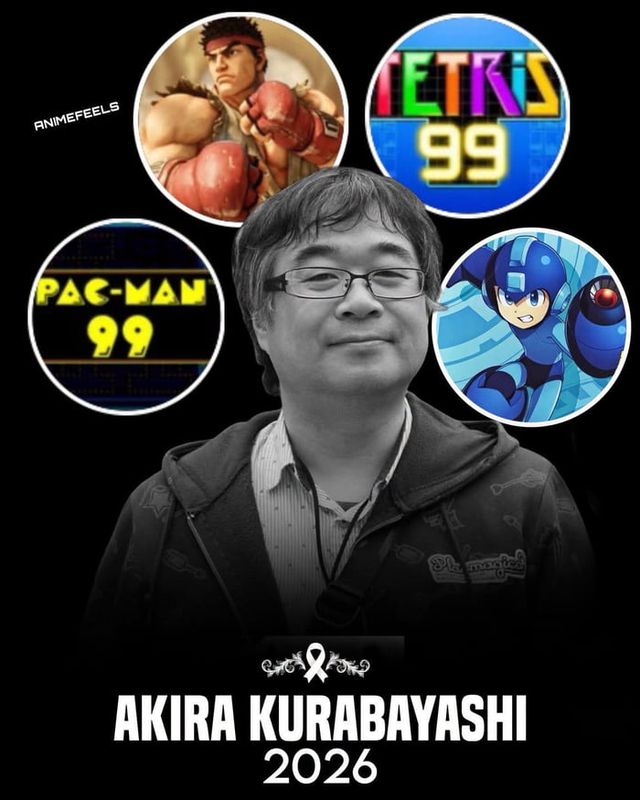 ANIMEFEELS
TETRIS
99
PAC-MAN
99
AKIRA KURABAYASHI
2026